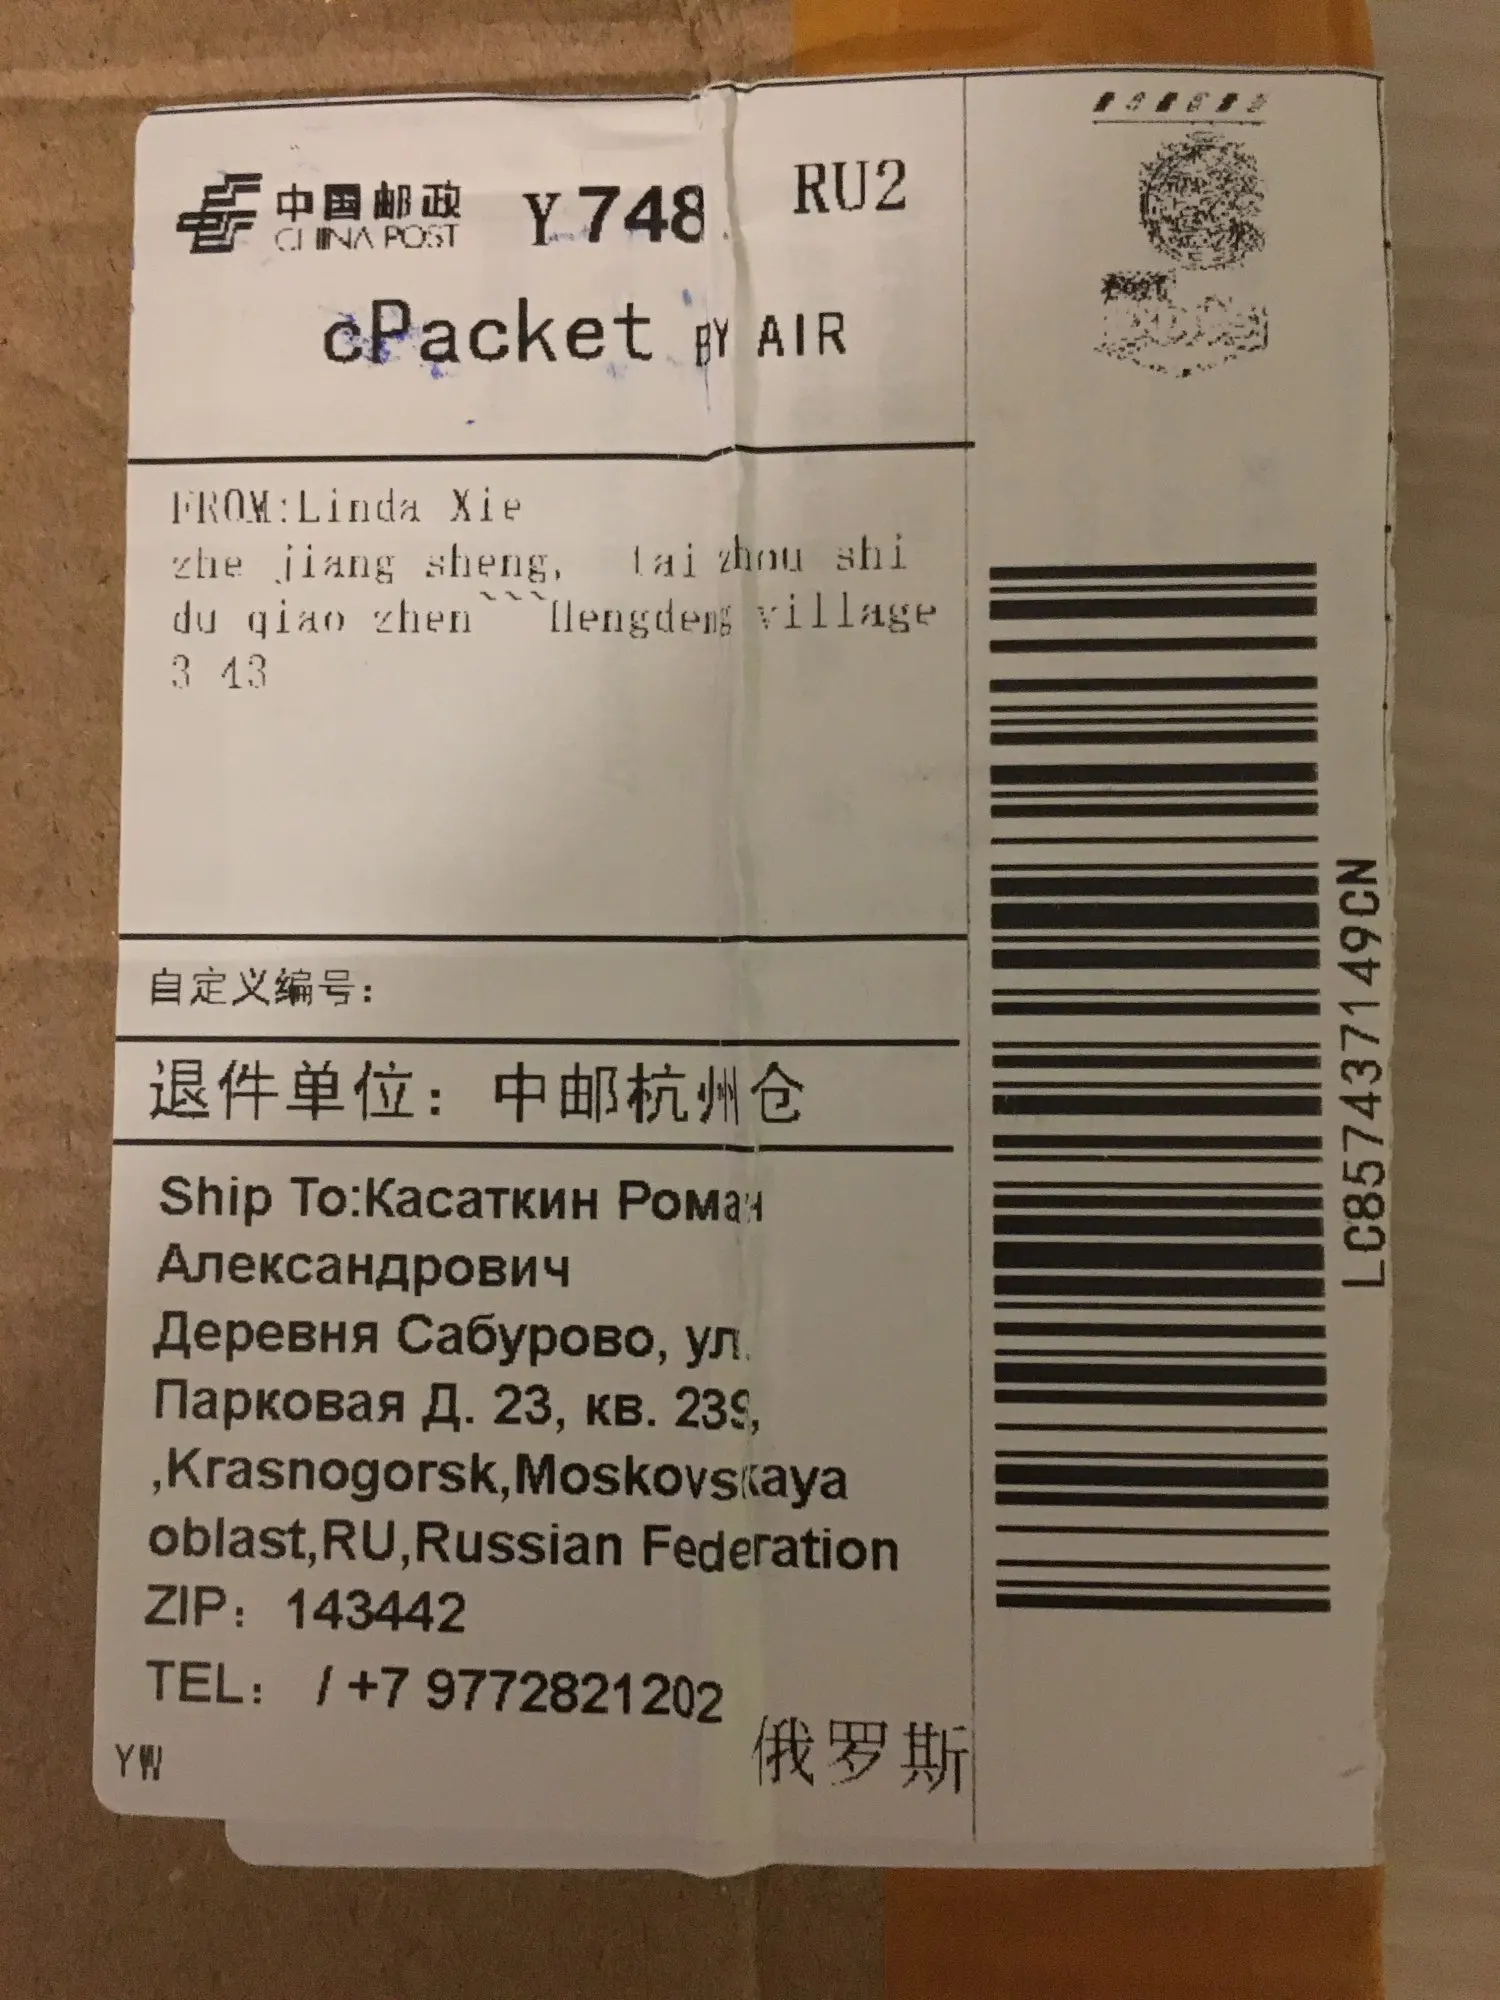 中国邮政
CHINA POST
Y 748
RU2
cPacket BY AIR
FROM:Linda Xie
zhe jiang sheng, tai zhou shi
du qiao zhen```Hengdeng village
3 43
自定义编号：
退件单位：中邮杭州仓
Ship To:Касаткин Роман
Александрович
Деревня Сабурово, ул.
Парковая Д. 23, кв. 239,
,Krasnogorsk,Moskovskaya
oblast,RU,Russian Federation
ZIP：143442
TEL： / +7 9772821202
俄罗斯
YW
LC857437149CN